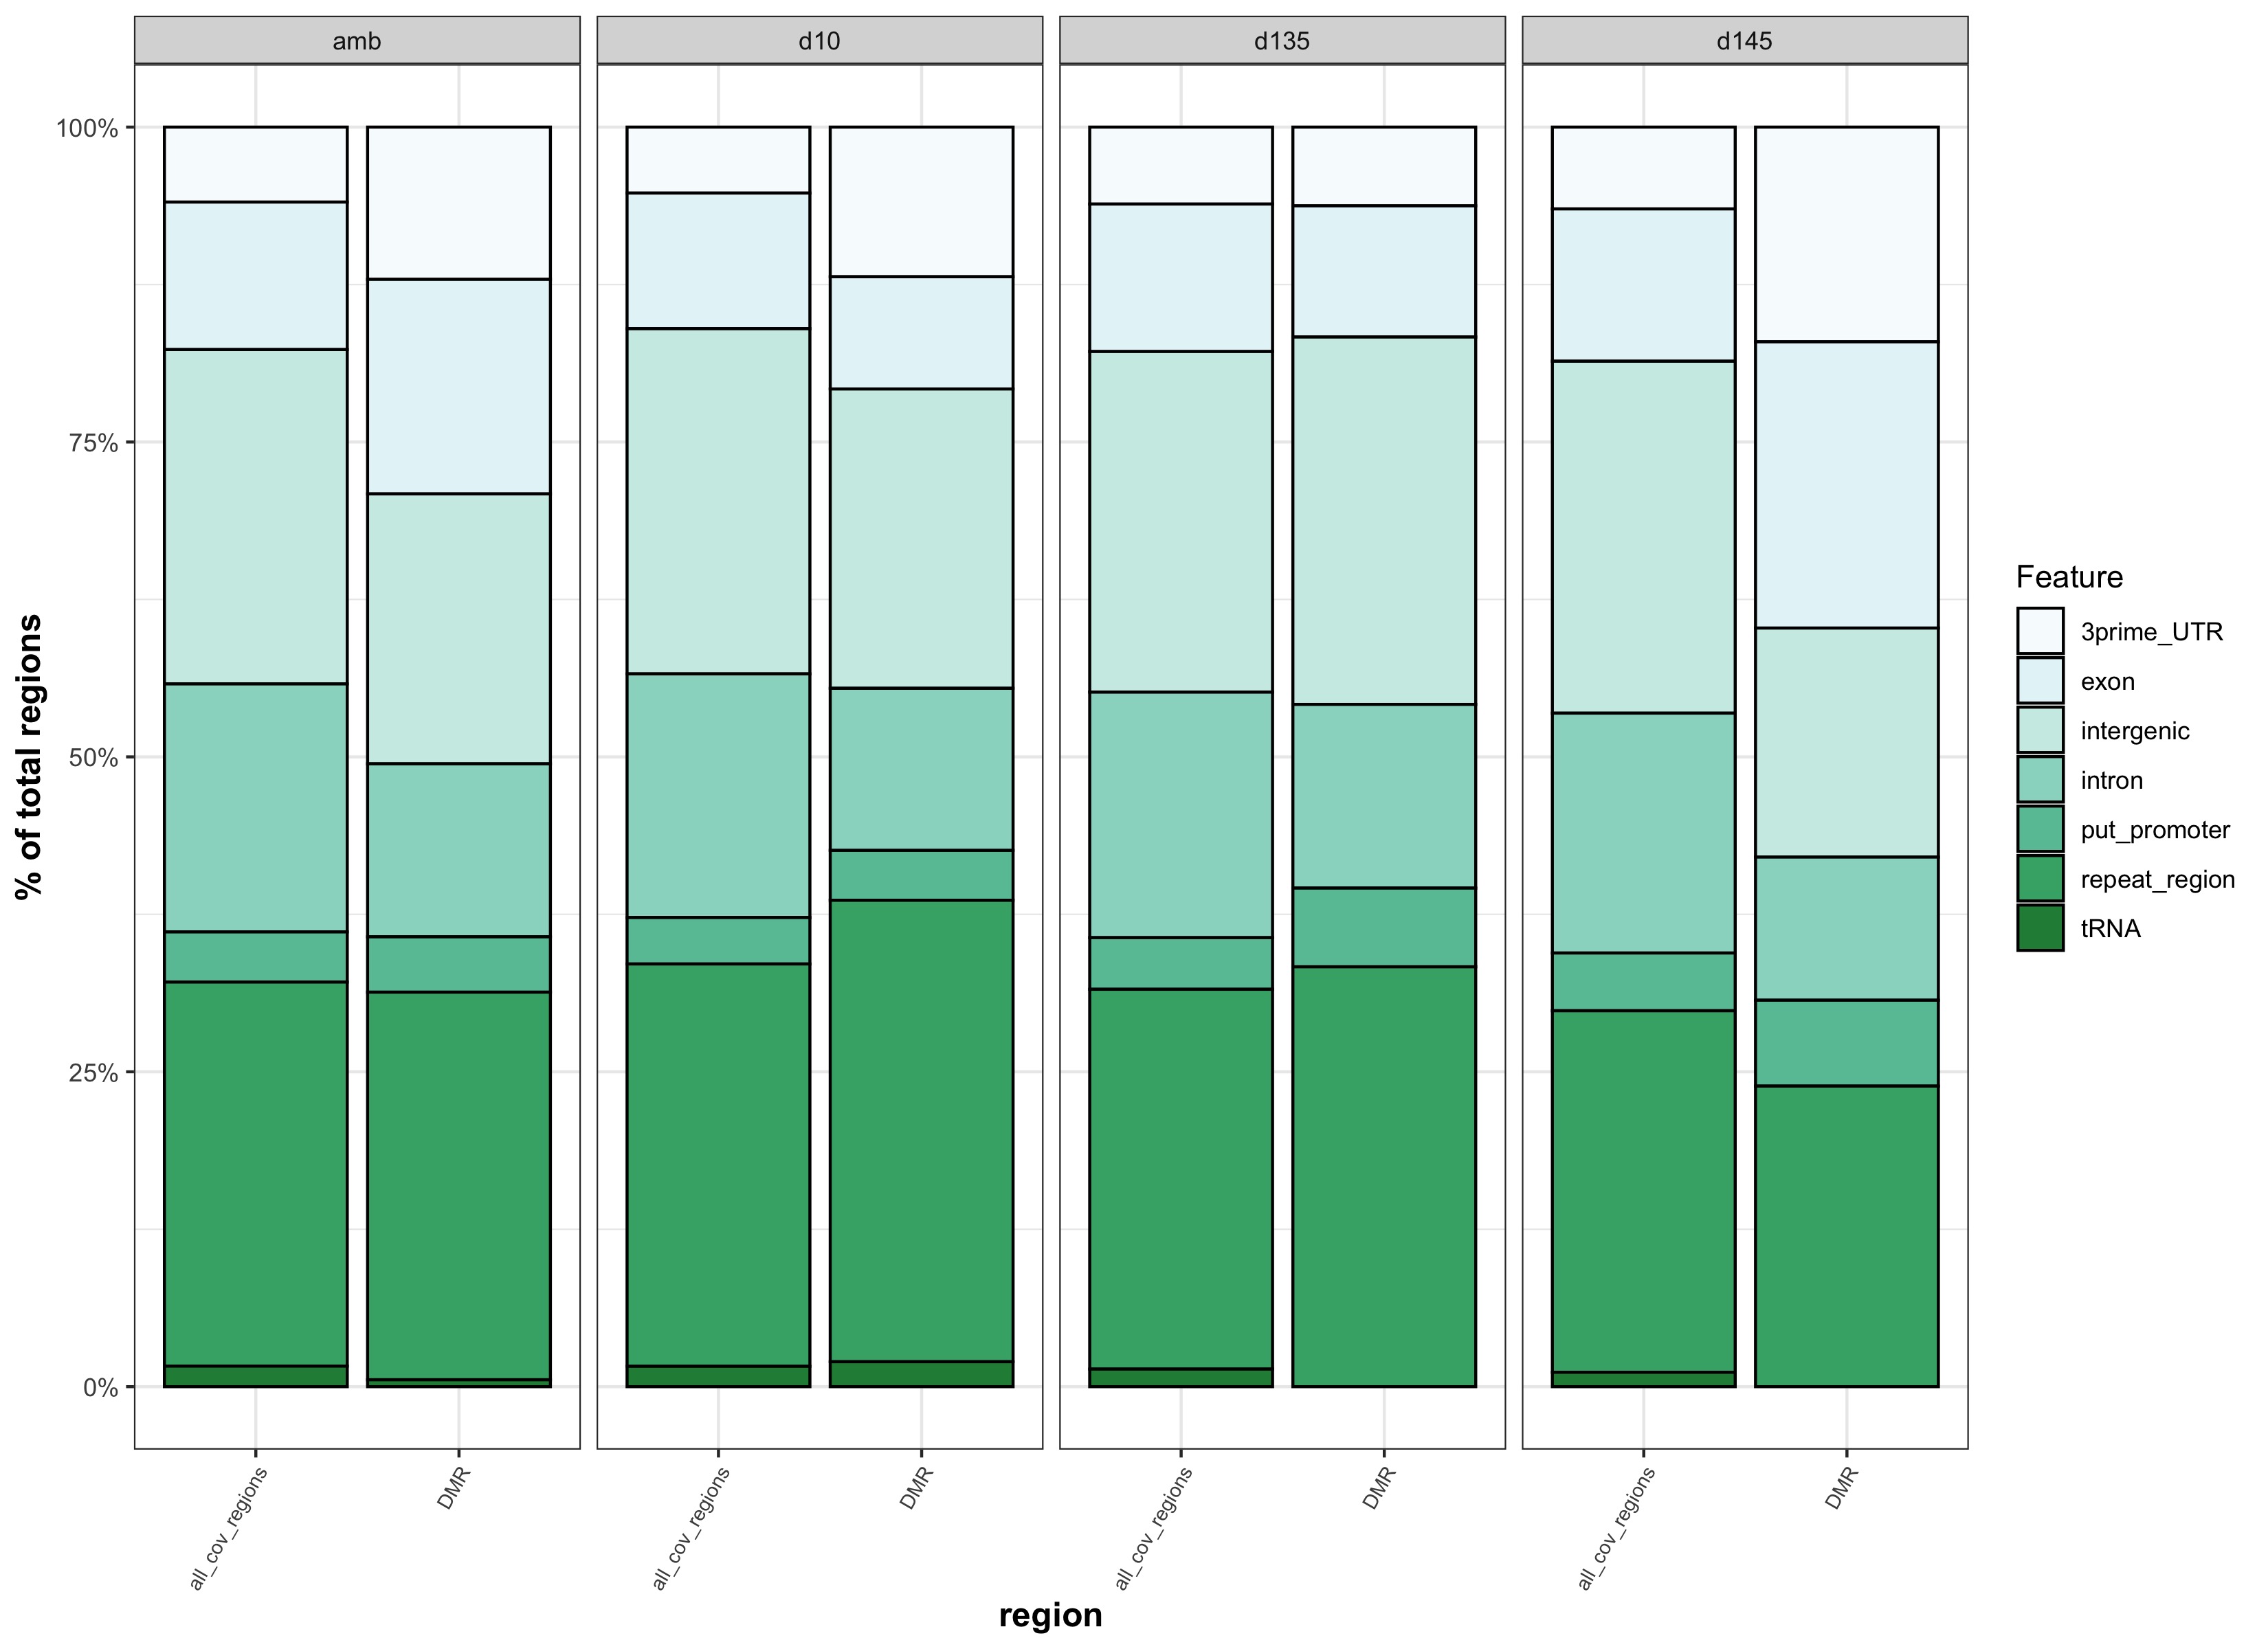 amb
d10
d135
d145
% of total regions
100%
75%
50%
25%
0%
all_cov_regions
DMR
all_cov_regions
DMR
all_cov_regions
DMR
all_cov_regions
DMR
region
Feature
3prime_UTR
exon
intergenic
intron
put_promoter
repeat_region
tRNA